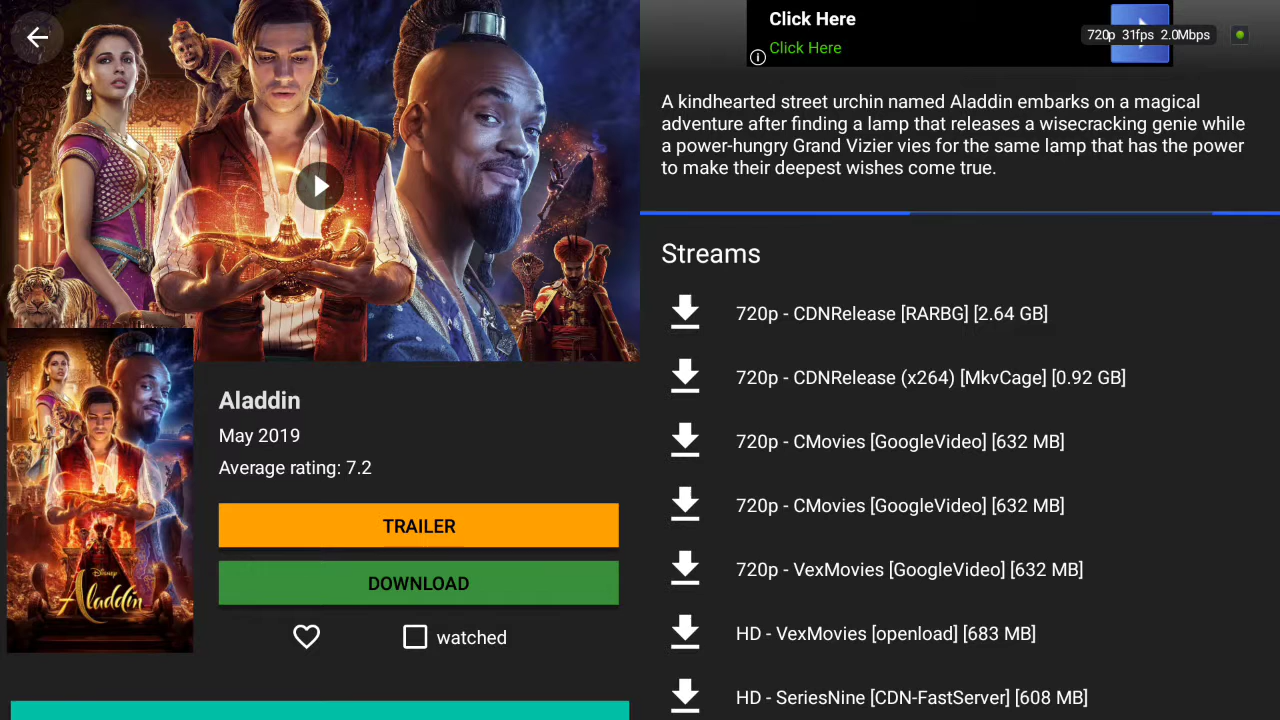 Disney
Aladdin
Aladdin
May 2019
Average rating: 7.2
TRAILER
DOWNLOAD
watched
Click Here
Click Here
720p 31fps 2.0Mbps
A kindhearted street urchin named Aladdin embarks on a magical
adventure after finding a lamp that releases a wisecracking genie while
a power-hungry Grand Vizier vies for the same lamp that has the power
to make their deepest wishes come true.
Streams
720p - CDNRelease [RARBG] [2.64 GB]
720p - CDNRelease (x264) [MkvCage] [0.92 GB]
720p - CMovies [GoogleVideo] [632 MB]
720p - CMovies [GoogleVideo] [632 MB]
720p - VexMovies [GoogleVideo] [632 MB]
HD - VexMovies [openload] [683 MB]
HD - SeriesNine [CDN-FastServer] [608 MB]